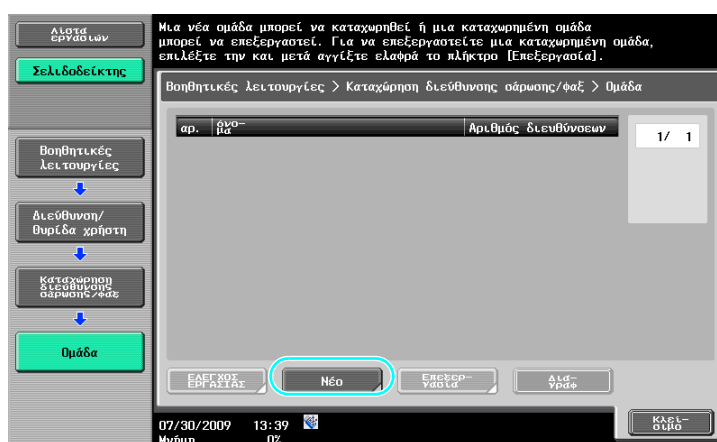 Μια νέα ομάδα μπορεί να καταχωρηθεί ή μια καταχωρημένη ομάδα
μπορεί να επεξεργαστεί. Για να επεξεργαστείτε μια καταχωρημένη ομάδα,
επιλέξτε την και μετά αγγίξτε ελαφρά το πλήκτρο [Επεξεργασία].
Λίστα
εργασιών
Σελιδοδείκτης
Βοηθητικές
λειτουργίες
Διεύθυνση/
Θυρίδα χρήστη
Καταχώρηση
διεύθυνσης
σάρωσης/φαξ
Ομάδα
Βοηθητικές λειτουργίες > Καταχώρηση διεύθυνσης σάρωσης/φαξ > Ομάδα
αρ. όνο-
μα Αριθμός διευθύνσεων
1/ 1
ΕΛΕΓΧΟΣ
ΕΡΓΑΣΙΑΣ
Νέο
Επεξερ-
γασία
Δια-
γραφ
07/30/2009 13:39
Μνήμη 0%
Κλεί-
σιμο